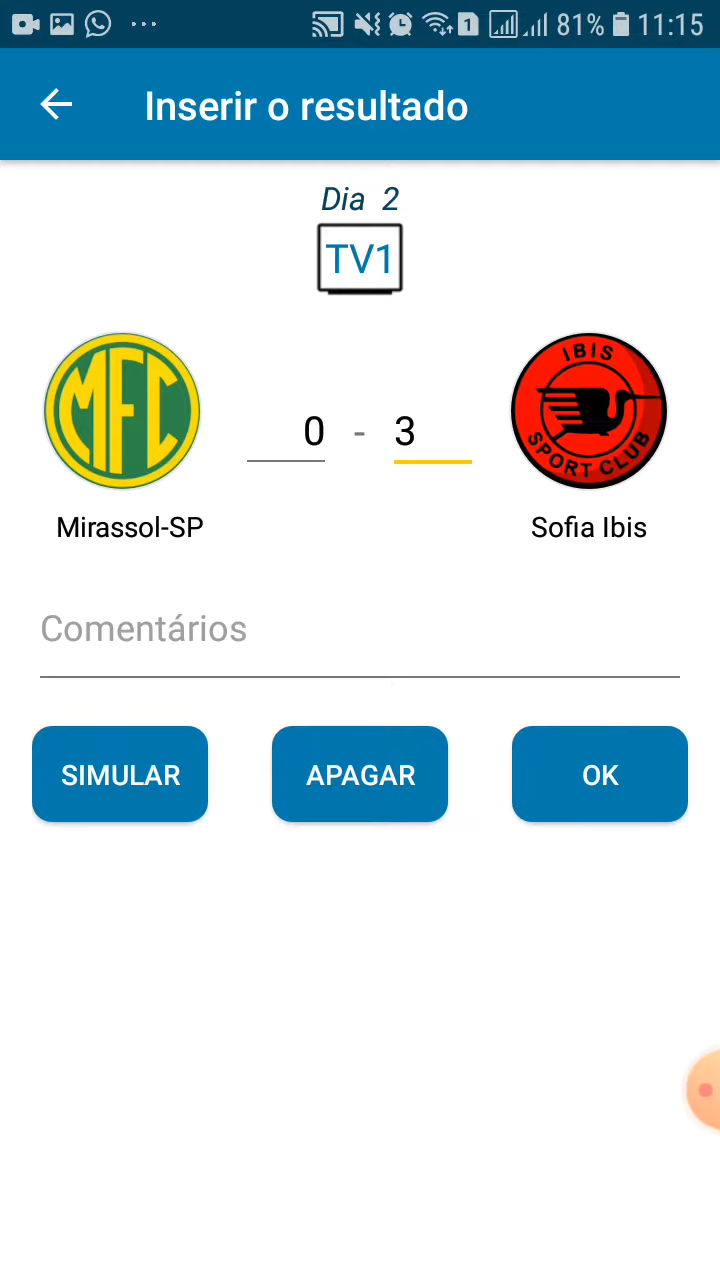 1 81% 11:15
Inserir o resultado
Dia 2
TV1
MFC
IBIS
SPORT CLUB
0 - 3
Mirassol-SP Sofia Ibis
Comentários
SIMULAR APAGAR OK